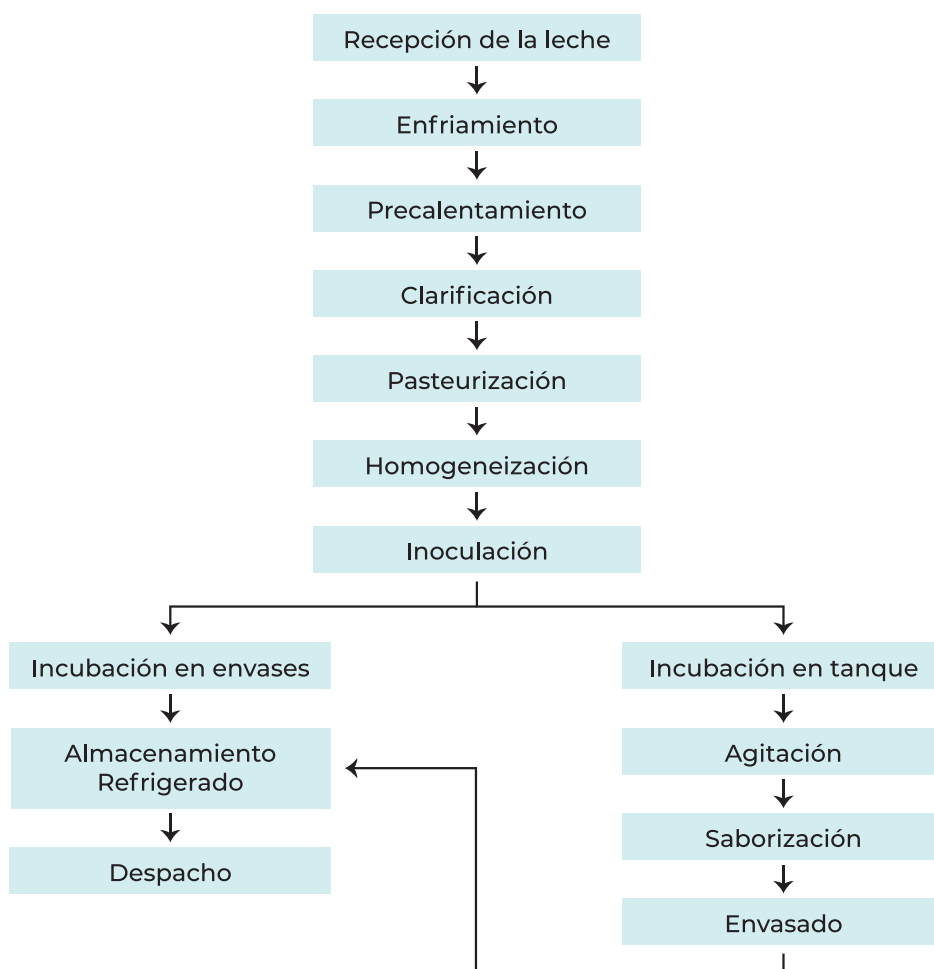 Recepción de la leche
Enfriamiento
Precalentamiento
Clarificación
Pasteurización
Homogeneización
Inoculación
Incubación en envases
Almacenamiento
Refrigerado
Despacho
Incubación en tanque
Agitación
Saborización
Envasado